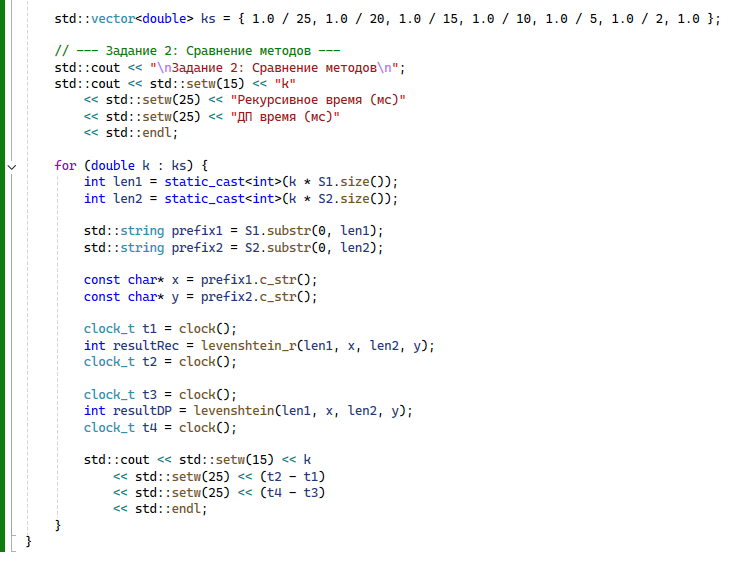 std::vector<double> ks = { 1.0 / 25, 1.0 / 20, 1.0 / 15, 1.0 / 10, 1.0 / 5, 1.0 / 2, 1.0 };
// --- Задание 2: Сравнение методов ---
std::cout << "\nЗадание 2: Сравнение методов\n";
std::cout << std::setw(15) << "k"
<< std::setw(25) << "Рекурсивное время (мс)"
<< std::setw(25) << "ДП время (мс)"
<< std::endl;
for (double k : ks) {
int len1 = static_cast<int>(k * S1.size());
int len2 = static_cast<int>(k * S2.size());
std::string prefix1 = S1.substr(0, len1);
std::string prefix2 = S2.substr(0, len2);
const char* x = prefix1.c_str();
const char* y = prefix2.c_str();
clock_t t1 = clock();
int resultRec = levenshtein_r(len1, x, len2, y);
clock_t t2 = clock();
clock_t t3 = clock();
int resultDP = levenshtein(len1, x, len2, y);
clock_t t4 = clock();
std::cout << std::setw(15) << k
<< std::setw(25) << (t2 - t1)
<< std::setw(25) << (t4 - t3)
<< std::endl;
}
}